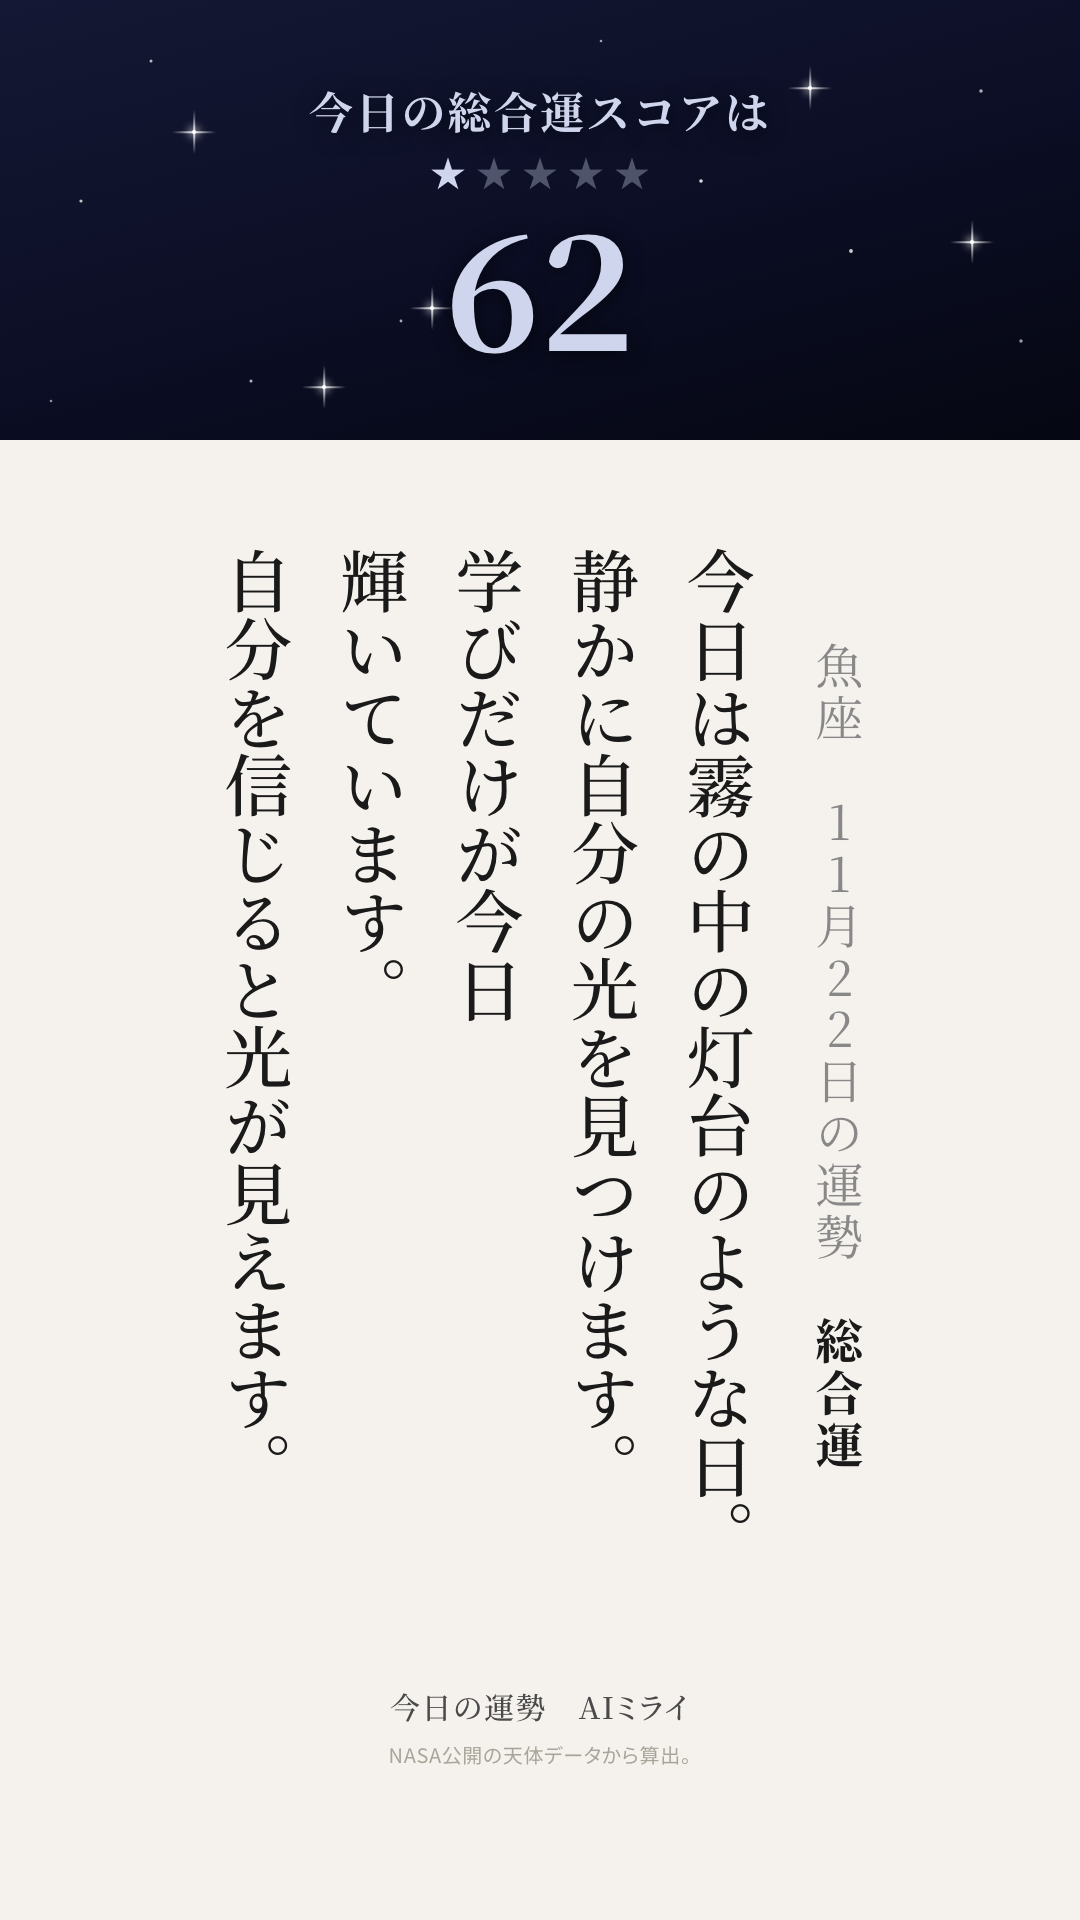 今日の総合運スコアは
★★★★★
62
魚座　11月22日の運勢　総合運
今日は霧の中の灯台のような日。
静かに自分の光を見つけます。
学びだけが今日
輝いています。
自分を信じると光が見えます。
今日の運勢　AIミライ
NASA公開の天体データから算出。